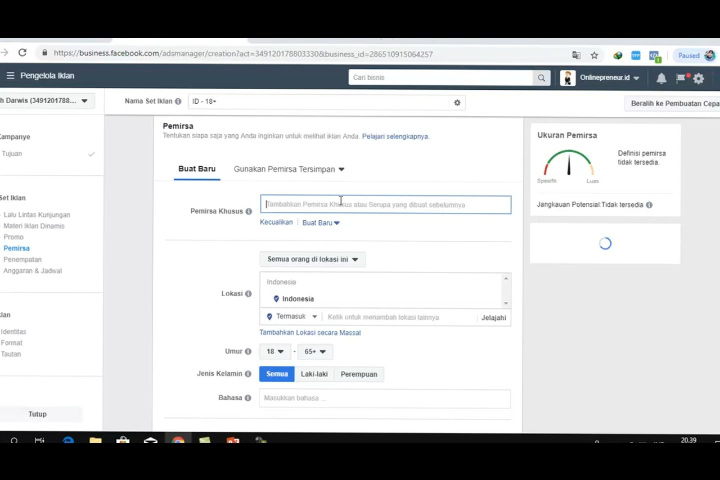 https://business.facebook.com/adsmanager/creation?act=349120178803330&business_id=286510915064257
Paused
Pengelola Iklan
Cari bisnis
Onlinepreneur.id
h Darwis (3491201788...
Nama Set Iklan
ID - 18+
Beralih ke Pembuatan Cepa
Kampanye
Tujuan
Set Iklan
Lalu Lintas Kunjungan
Materi Iklan Dinamis
Promo
Pemirsa
Penempatan
Anggaran & Jadwal
Iklan
Identitas
Format
Tautan
Tutup
Pemirsa
Tentukan siapa saja yang Anda inginkan untuk melihat iklan Anda. Pelajari selengkapnya.
Buat Baru
Gunakan Pemirsa Tersimpan
Pemirsa Khusus
Tambahkan Pemirsa Khusus atau Serupa yang dibuat sebelumnya
Kecualikan
Buat Baru
Semua orang di lokasi ini
Lokasi
Indonesia
Indonesia
Termasuk
Ketik untuk menambah lokasi lainnya
Jelajahi
Tambahkan Lokasi secara Massal
Umur
18
-
65+
Jenis Kelamin
Semua
Laki-laki
Perempuan
Bahasa
Masukkan bahasa ...
Ukuran Pemirsa
Definisi pemirsa
tidak tersedia.
Spesifik
Luas
Jangkauan Potensial:Tidak tersedia
20.39